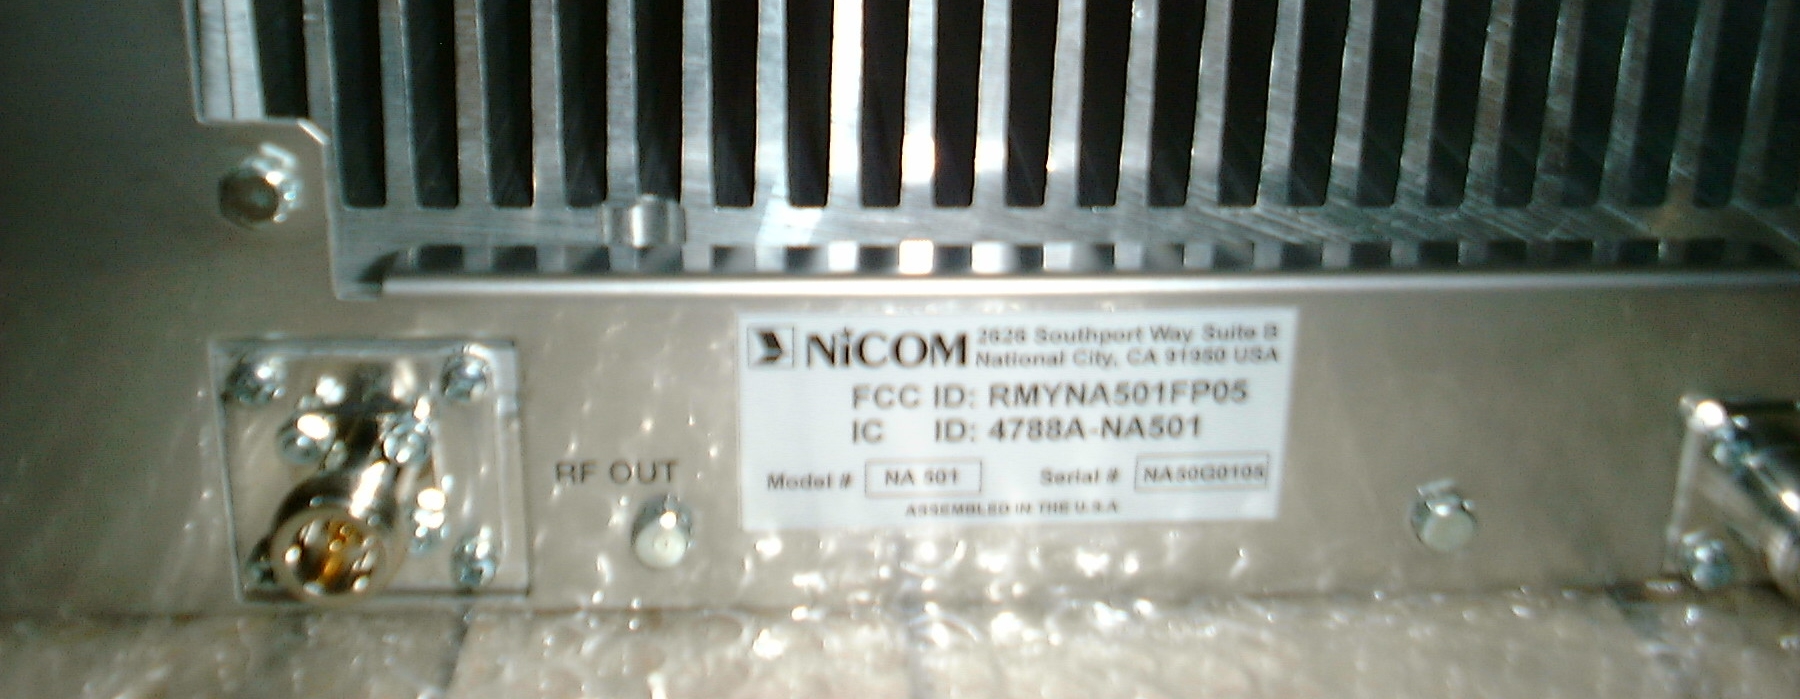 NiCOM
2626 Southport Way Suite B
National City, CA 91950 USA
FCC ID: RMYNA501FP05
IC ID: 4788A-NA501
RF OUT
Model # NA 501 Serial # NA50G0105
ASSEMBLED IN THE U.S.A